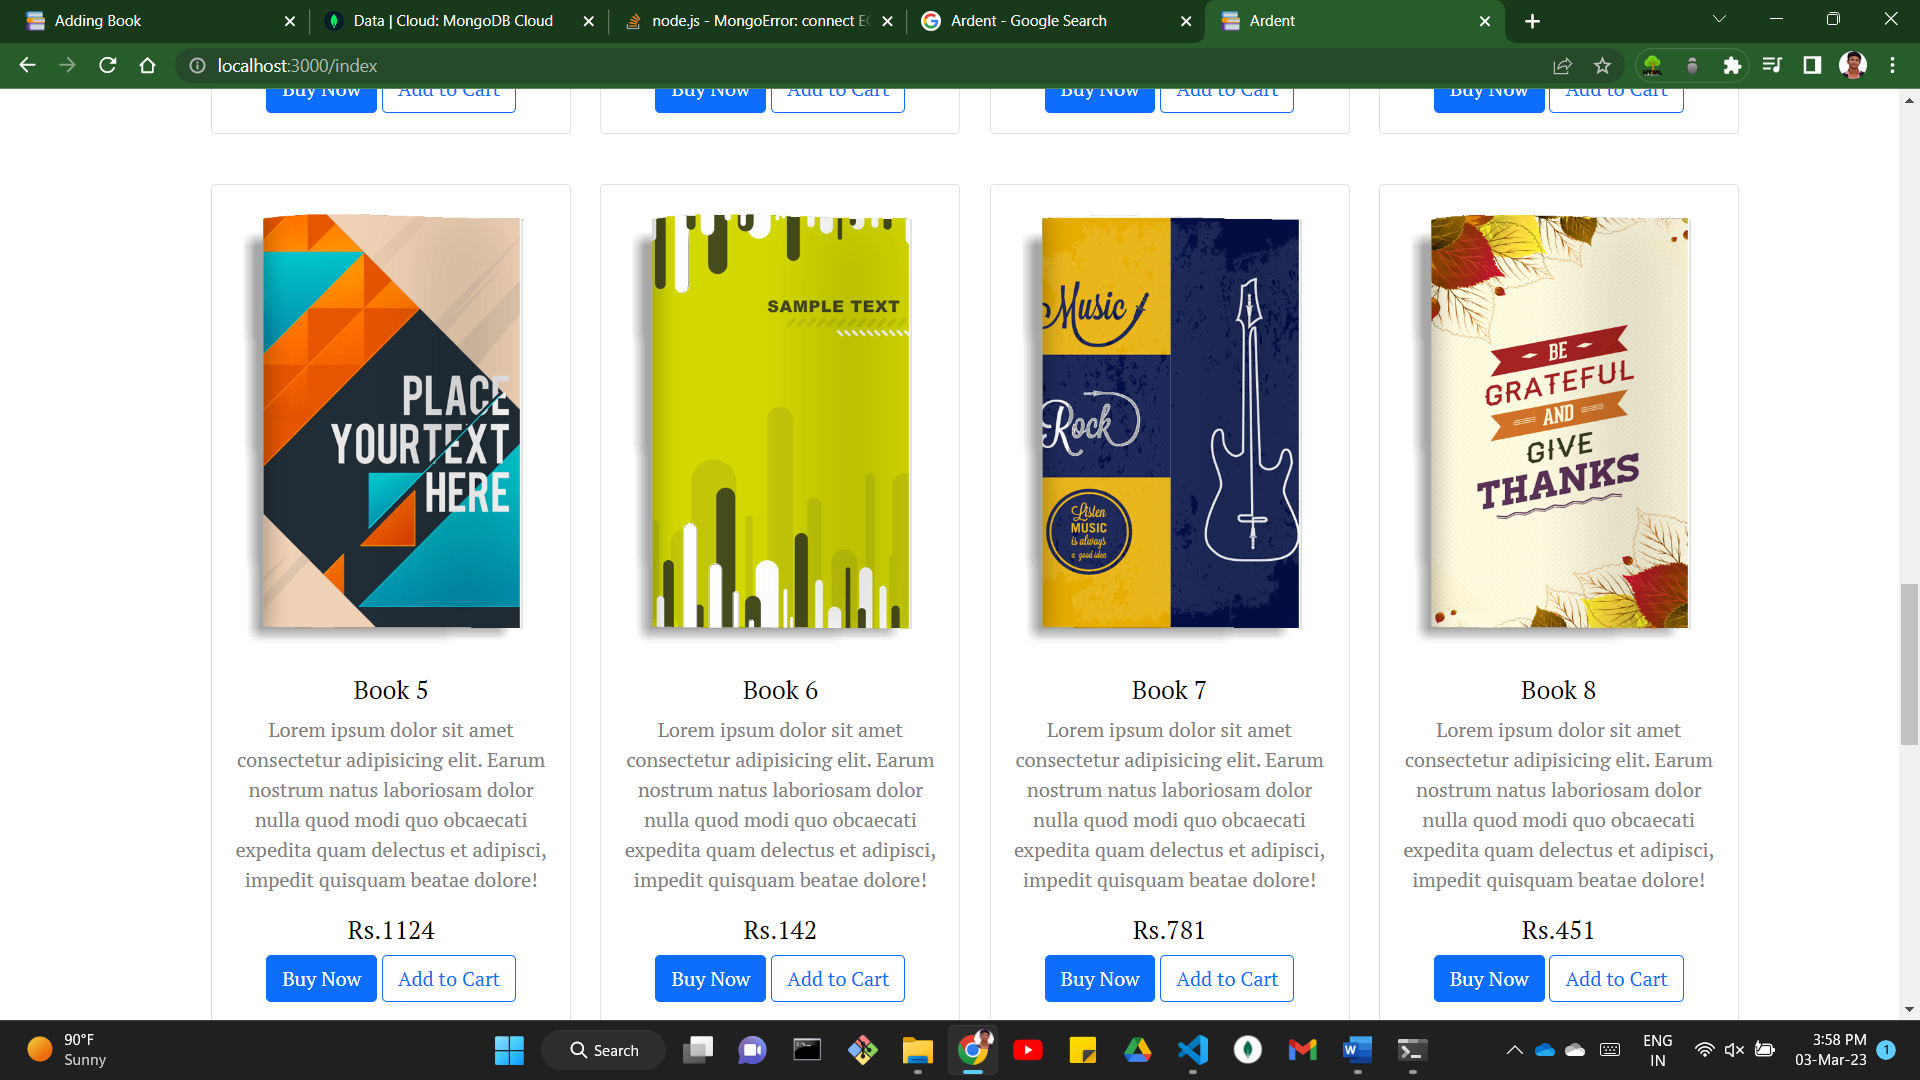 Adding Book
Data | Cloud: MongoDB Cloud
node.js - MongoError: connect EC
Ardent - Google Search
Ardent
localhost:3000/index
Buy Now Add to Cart
Buy Now Add to Cart
Buy Now Add to Cart
Buy Now Add to Cart
PLACE
YOUR TEXT
HERE
SAMPLE TEXT
Music
Rock
Listen
MUSIC
is always
a good idea
BE
GRATEFUL
AND
GIVE
THANKS
Book 5
Lorem ipsum dolor sit amet
consectetur adipisicing elit. Earum
nostrum natus laboriosam dolor
nulla quod modi quo obcaecati
expedita quam delectus et adipisci,
impedit quisquam beatae dolore!
Rs.1124
Buy Now Add to Cart
Book 6
Lorem ipsum dolor sit amet
consectetur adipisicing elit. Earum
nostrum natus laboriosam dolor
nulla quod modi quo obcaecati
expedita quam delectus et adipisci,
impedit quisquam beatae dolore!
Rs.142
Buy Now Add to Cart
Book 7
Lorem ipsum dolor sit amet
consectetur adipisicing elit. Earum
nostrum natus laboriosam dolor
nulla quod modi quo obcaecati
expedita quam delectus et adipisci,
impedit quisquam beatae dolore!
Rs.781
Buy Now Add to Cart
Book 8
Lorem ipsum dolor sit amet
consectetur adipisicing elit. Earum
nostrum natus laboriosam dolor
nulla quod modi quo obcaecati
expedita quam delectus et adipisci,
impedit quisquam beatae dolore!
Rs.451
Buy Now Add to Cart
90°F
Sunny
Search
ENG
IN
3:58 PM
03-Mar-23
1